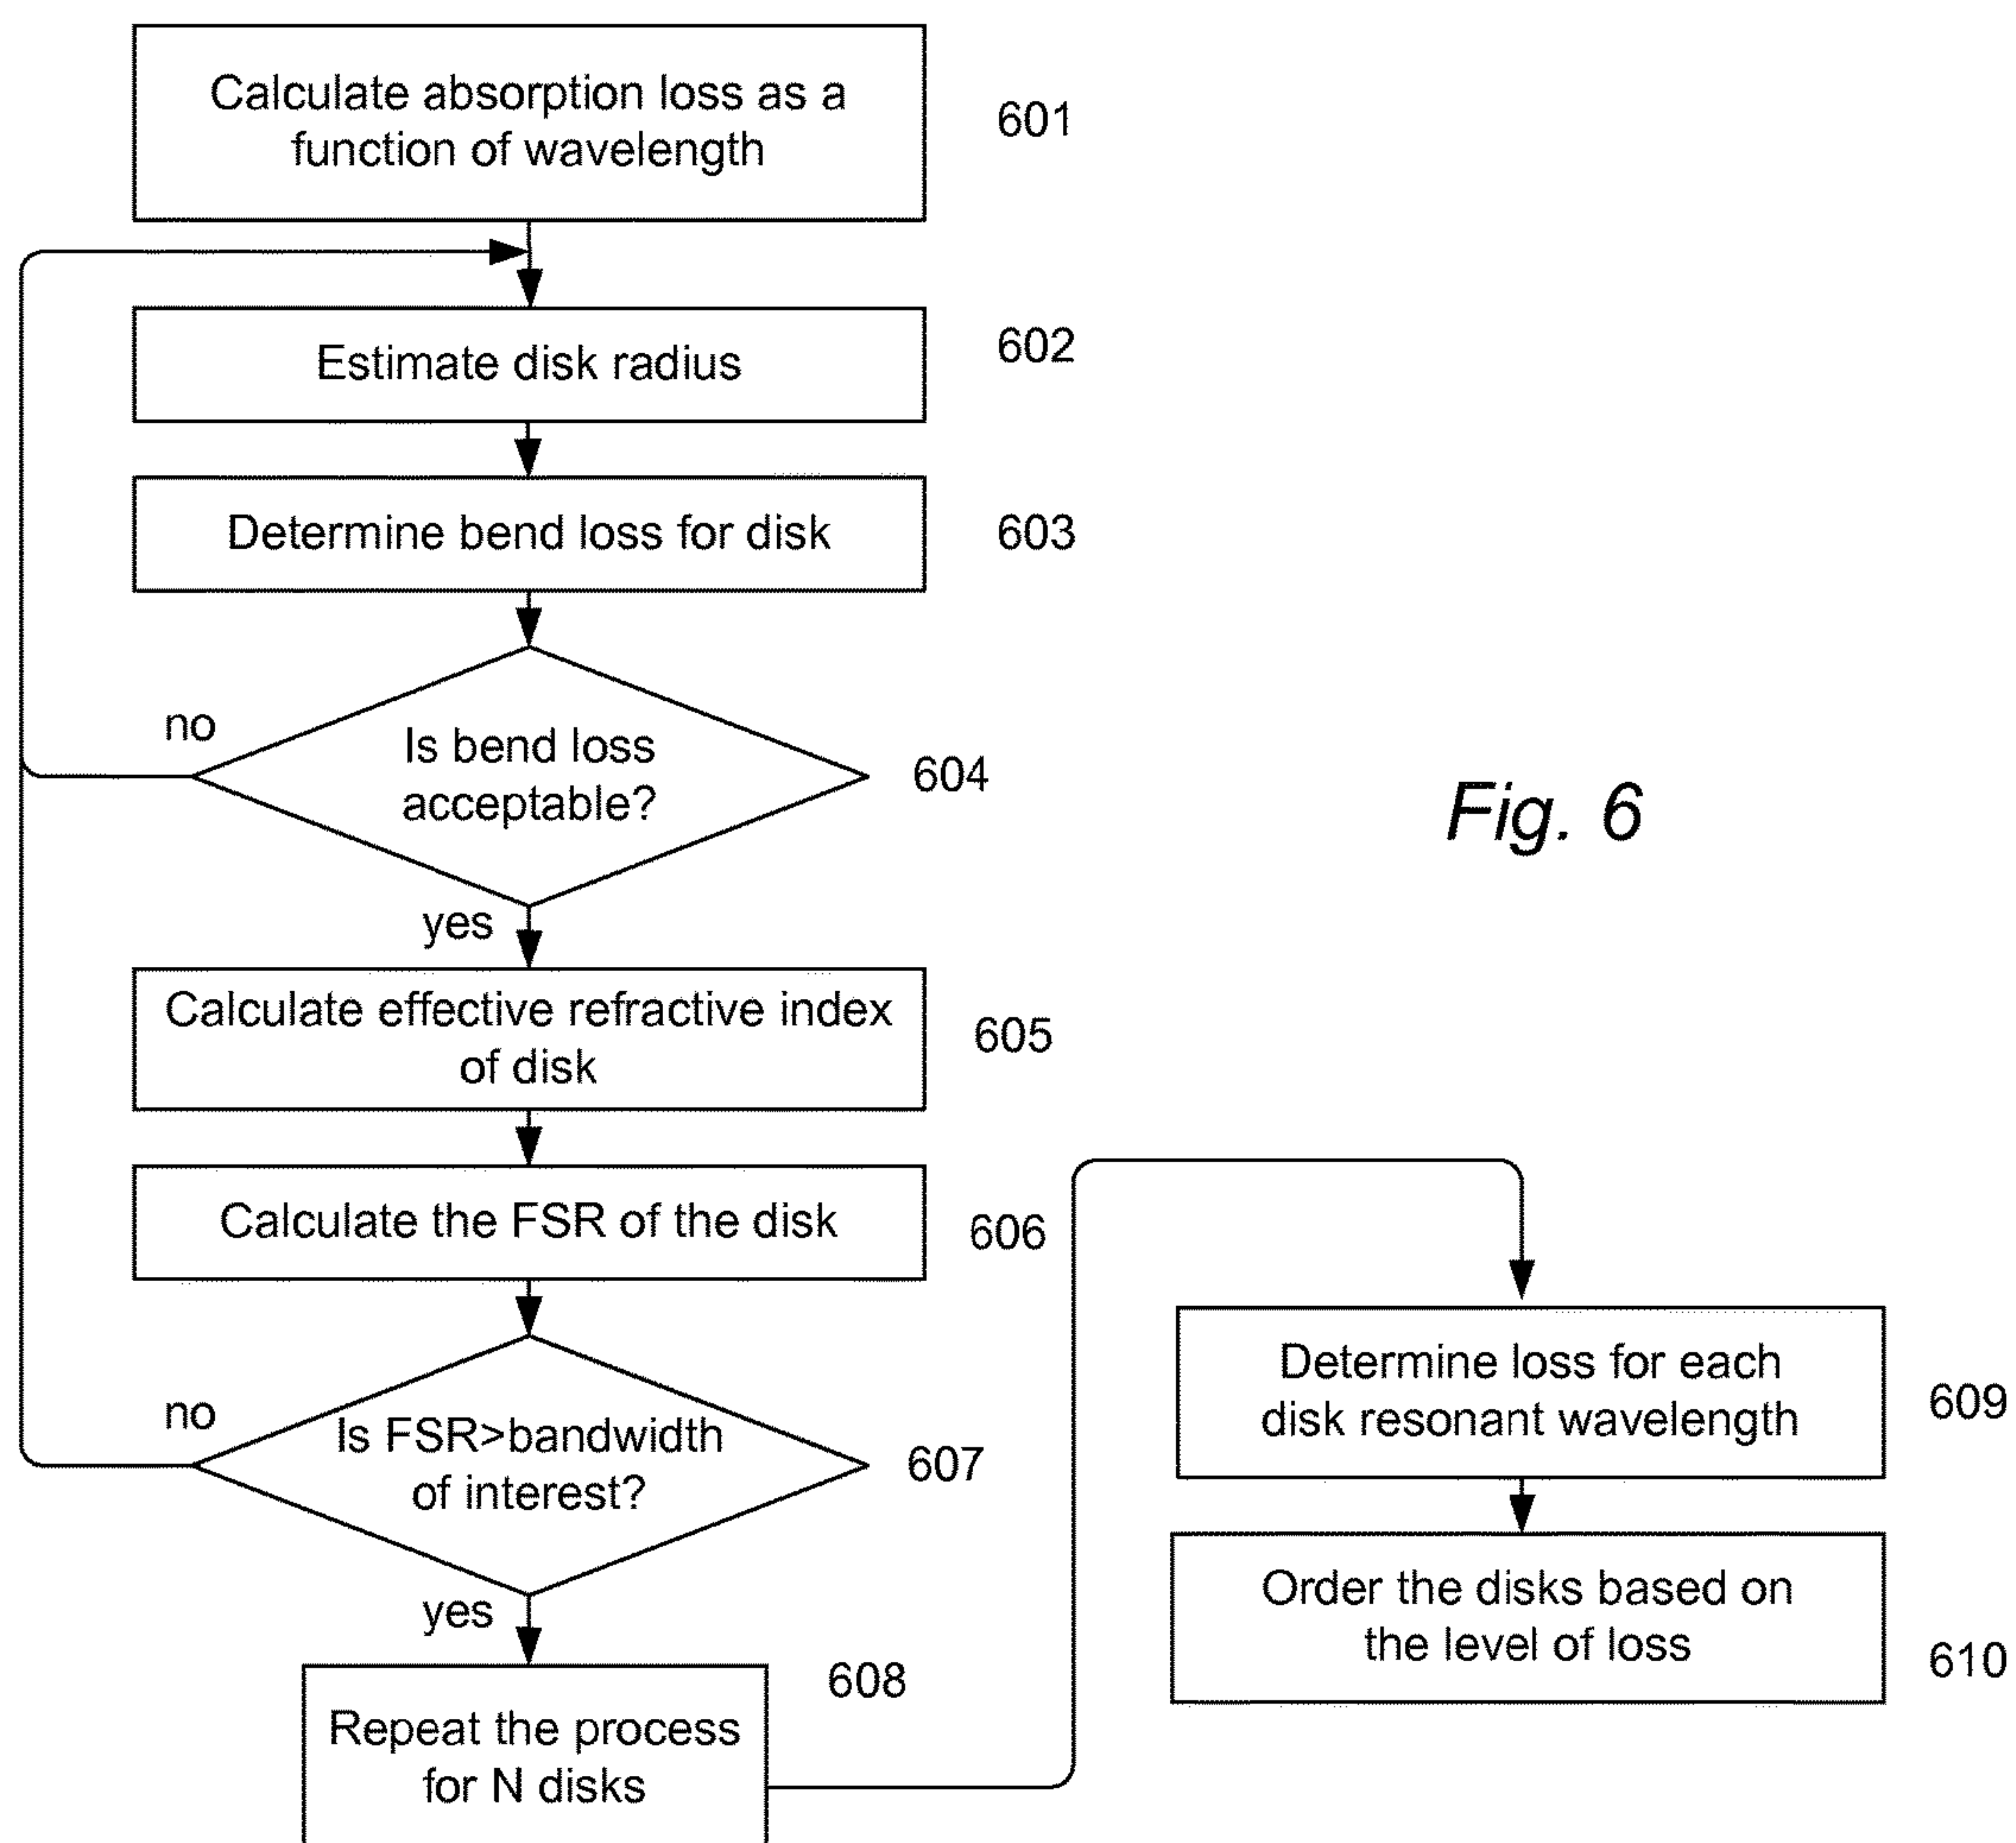 Calculate absorption loss as a
function of wavelength
601
Estimate disk radius
602
Determine bend loss for disk
603
no
Is bend loss
acceptable?
604
Fig. 6
yes
Calculate effective refractive index
of disk
605
Calculate the FSR of the disk
606
no
Is FSR>bandwidth
of interest?
607
yes
608
Repeat the process
for N disks
Determine loss for each
disk resonant wavelength
609
Order the disks based on
the level of loss
610